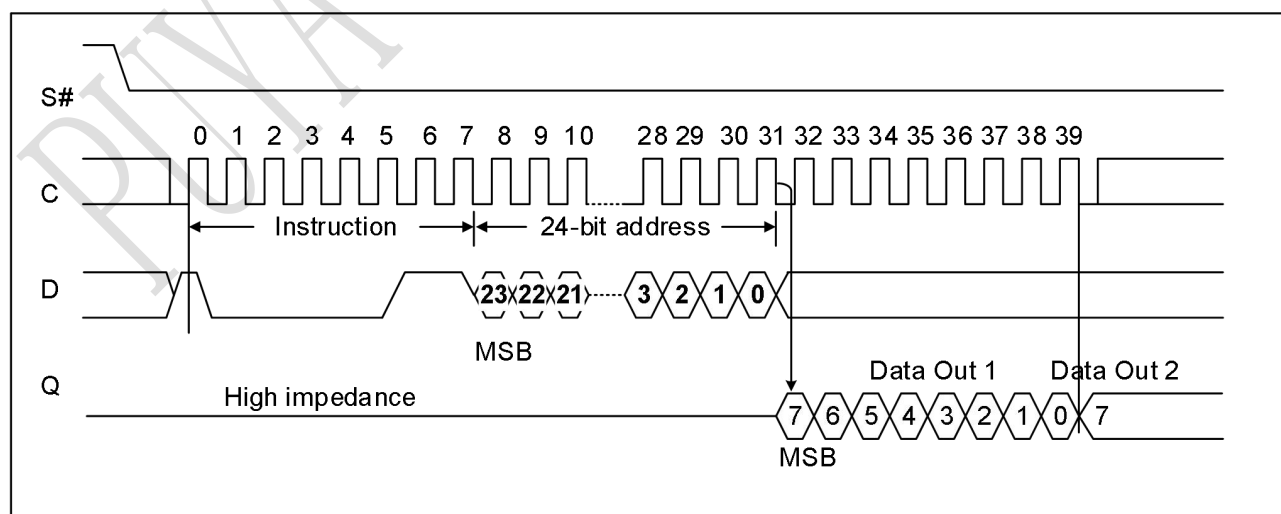 PUYA
S#
0 1 2 3 4 5 6 7 8 9 10 28 29 30 31 32 33 34 35 36 37 38 39
C
Instruction 24-bit address
D
23 22 21 3 2 1 0
MSB
Q
Data Out 1 Data Out 2
High impedance
7 6 5 4 3 2 1 0 7
MSB